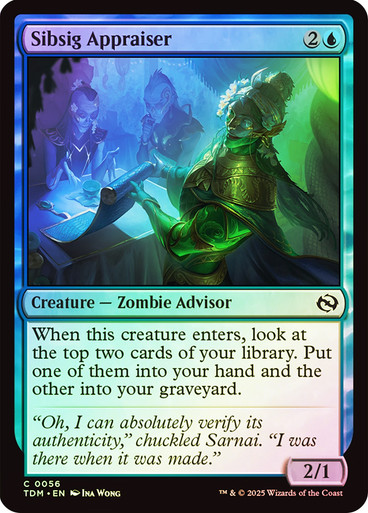 Sibsig Appraiser 2
Creature — Zombie Advisor
When this creature enters, look at
the top two cards of your library. Put
one of them into your hand and the
other into your graveyard.
“Oh, I can absolutely verify its
authenticity,” chuckled Sarnai. “I was
there when it was made.”
2/1
C 0056
TDM • EN Ina Wong
™ & © 2025 Wizards of the Coast